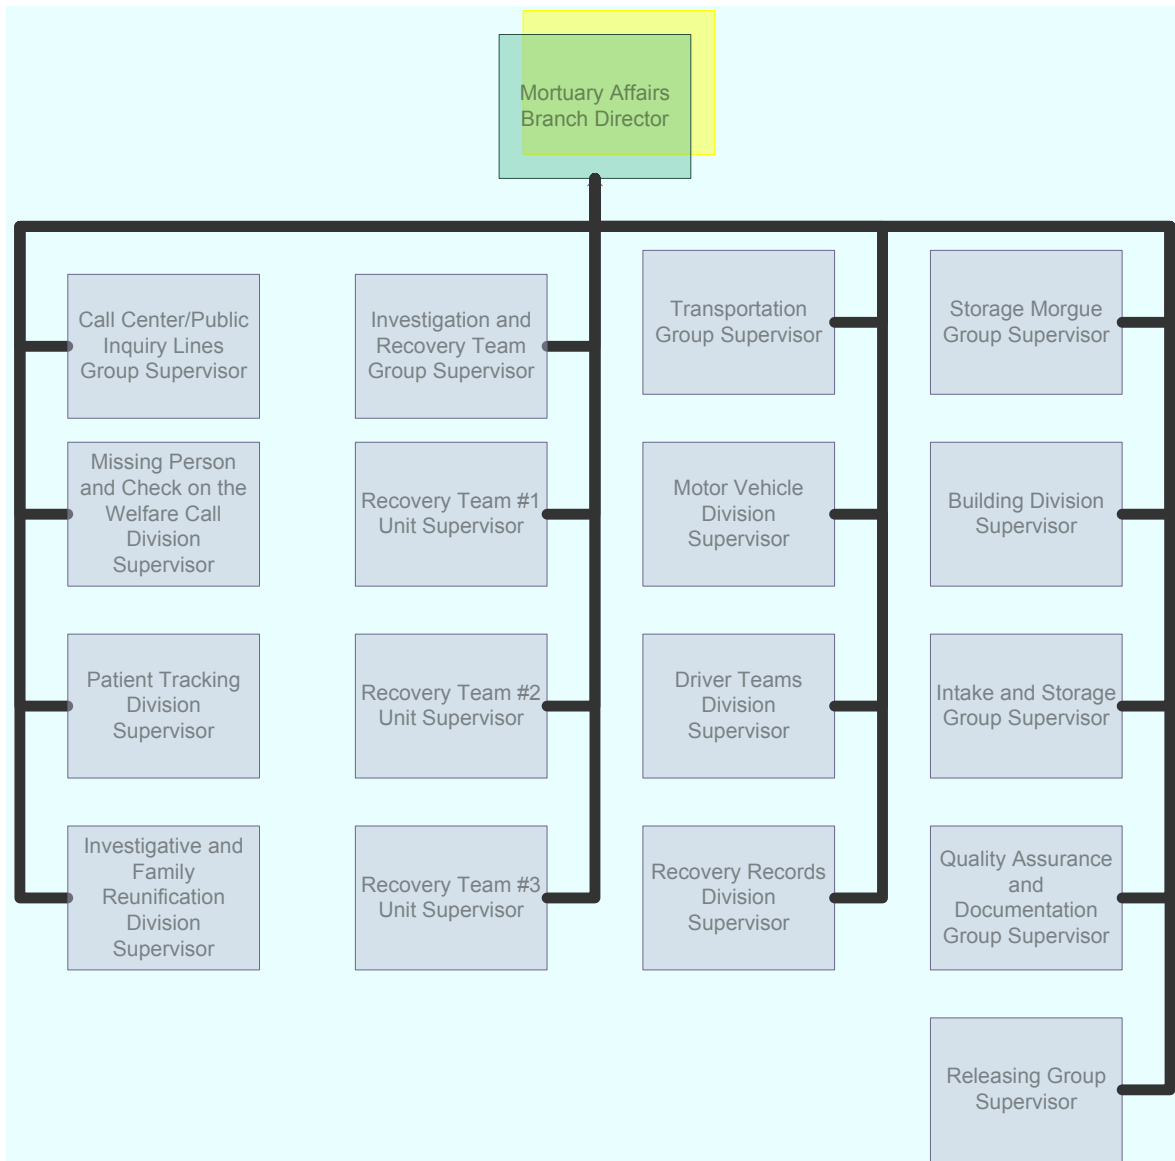 Mortuary Affairs
Branch Director
Call Center/Public
Inquiry Lines
Group Supervisor
Missing Person
and Check on the
Welfare Call
Division
Supervisor
Patient Tracking
Division
Supervisor
Investigative and
Family
Reunification
Division
Supervisor
Investigation and
Recovery Team
Group Supervisor
Recovery Team #1
Unit Supervisor
Recovery Team #2
Unit Supervisor
Recovery Team #3
Unit Supervisor
Transportation
Group Supervisor
Motor Vehicle
Division
Supervisor
Driver Teams
Division
Supervisor
Recovery Records
Division
Supervisor
Storage Morgue
Group Supervisor
Building Division
Supervisor
Intake and Storage
Group Supervisor
Quality Assurance
and
Documentation
Group Supervisor
Releasing Group
Supervisor